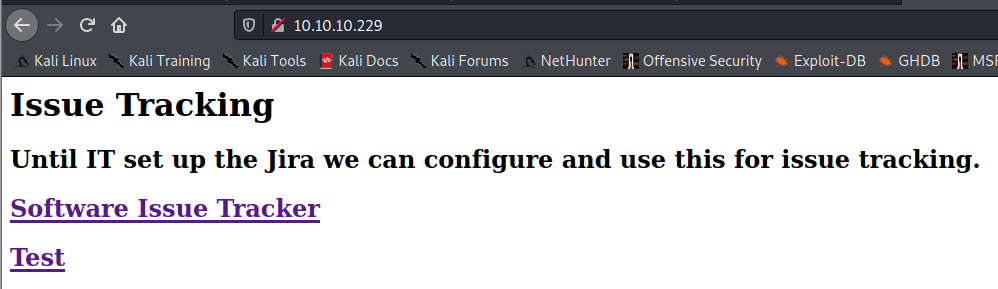 10.10.10.229
Kali Linux Kali Training Kali Tools Kali Docs Kali Forums NetHunter Offensive Security Exploit-DB GHDB MSF
Issue Tracking
Until IT set up the Jira we can configure and use this for issue tracking.
Software Issue Tracker
Test